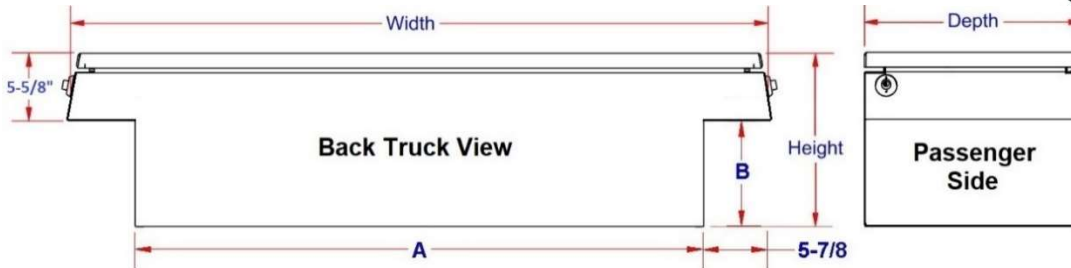 Width
Depth
5-5/8"
Back Truck View
Height
B
Passenger
Side
A
5-7/8